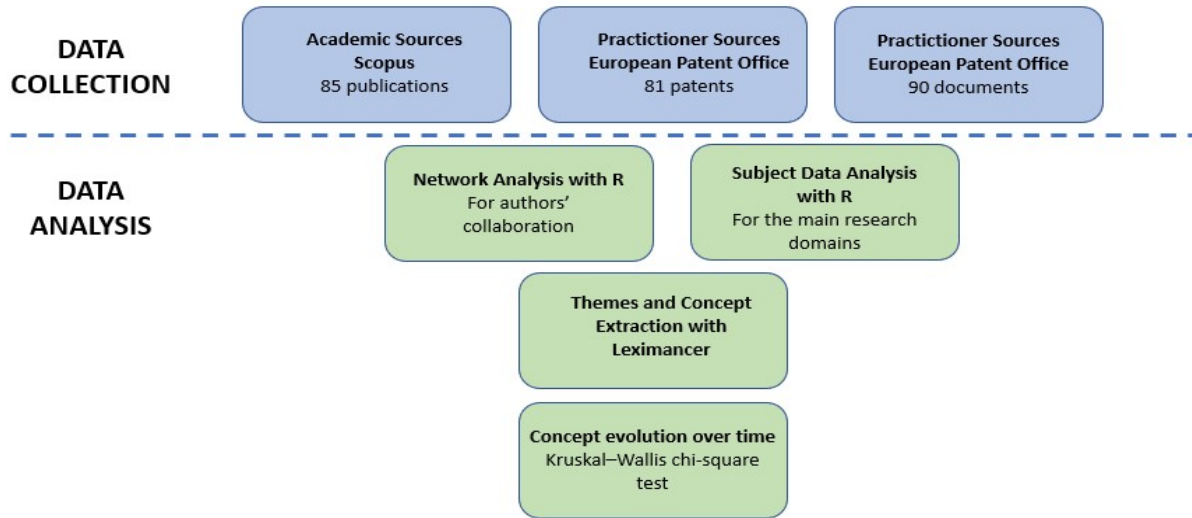 DATA
COLLECTION
Academic Sources
Scopus
85 publications
Practictioner Sources
European Patent Office
81 patents
Practictioner Sources
European Patent Office
90 documents
DATA
ANALYSIS
Network Analysis with R
For authors’
collaboration
Subject Data Analysis
with R
For the main research
domains
Themes and Concept
Extraction with
Leximancer
Concept evolution over time
Kruskal–Wallis chi-square
test